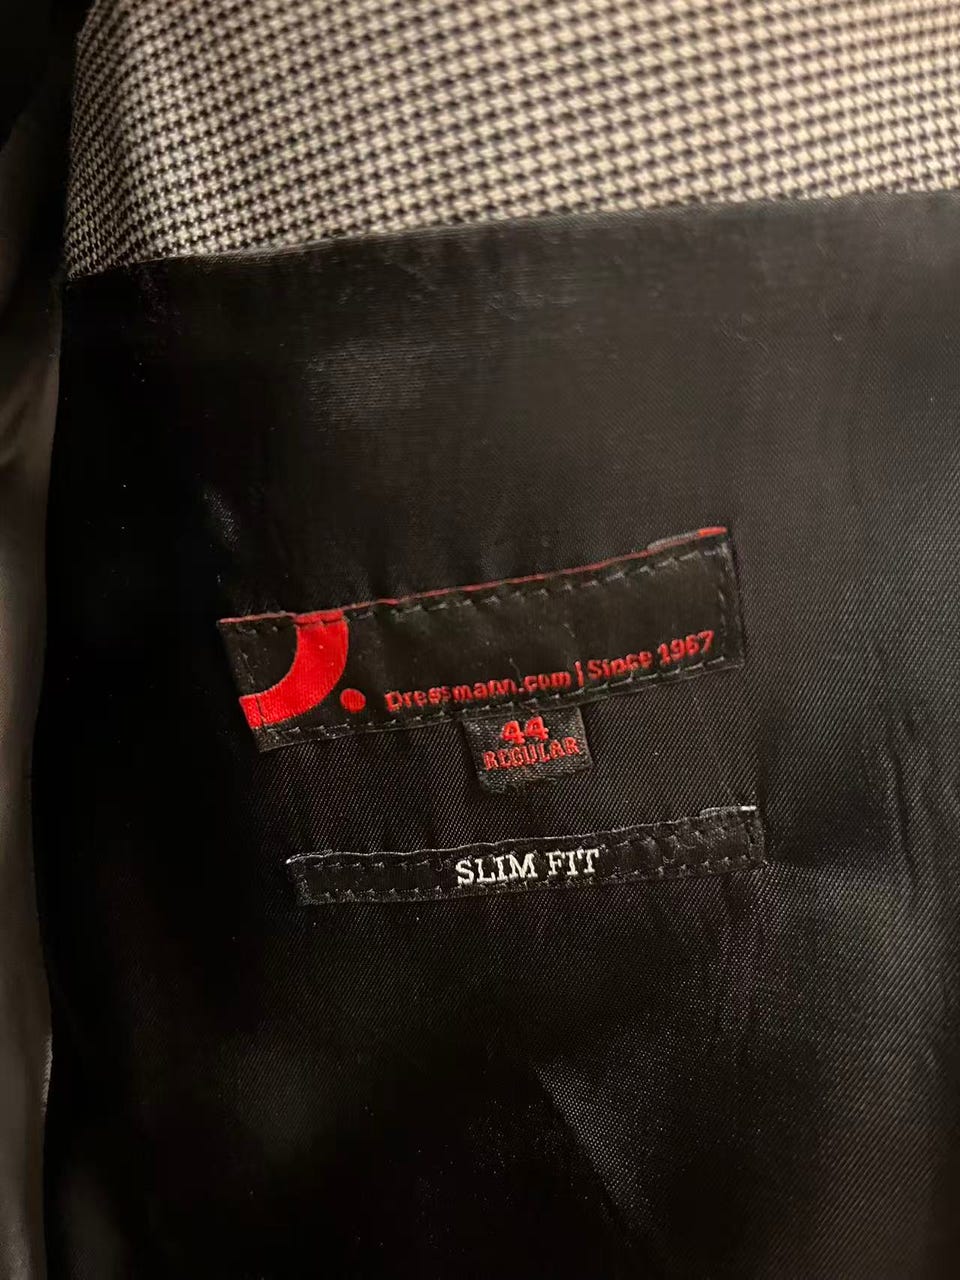 Dressmann.com | Since 1967
44
REGULAR
SLIM FIT